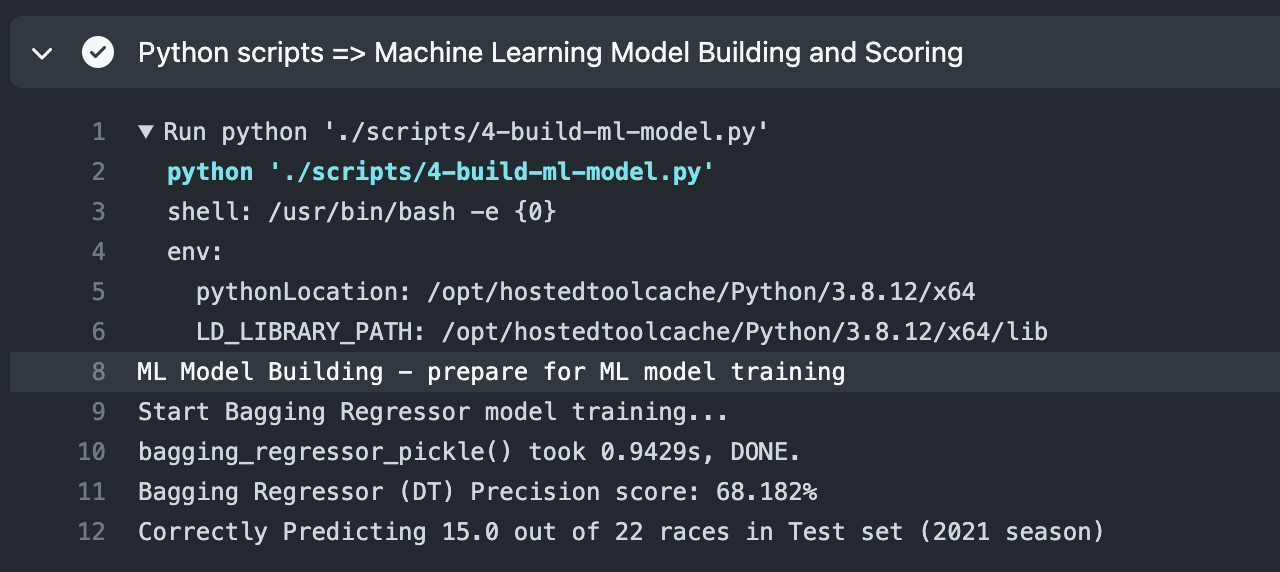 Python scripts => Machine Learning Model Building and Scoring
1 ▼ Run python './scripts/4-build-ml-model.py'
2 python './scripts/4-build-ml-model.py'
3 shell: /usr/bin/bash -e {0}
4 env:
5 pythonLocation: /opt/hostedtoolcache/Python/3.8.12/x64
6 LD_LIBRARY_PATH: /opt/hostedtoolcache/Python/3.8.12/x64/lib
8 ML Model Building - prepare for ML model training
9 Start Bagging Regressor model training...
10 bagging_regressor_pickle() took 0.9429s, DONE.
11 Bagging Regressor (DT) Precision score: 68.182%
12 Correctly Predicting 15.0 out of 22 races in Test set (2021 season)